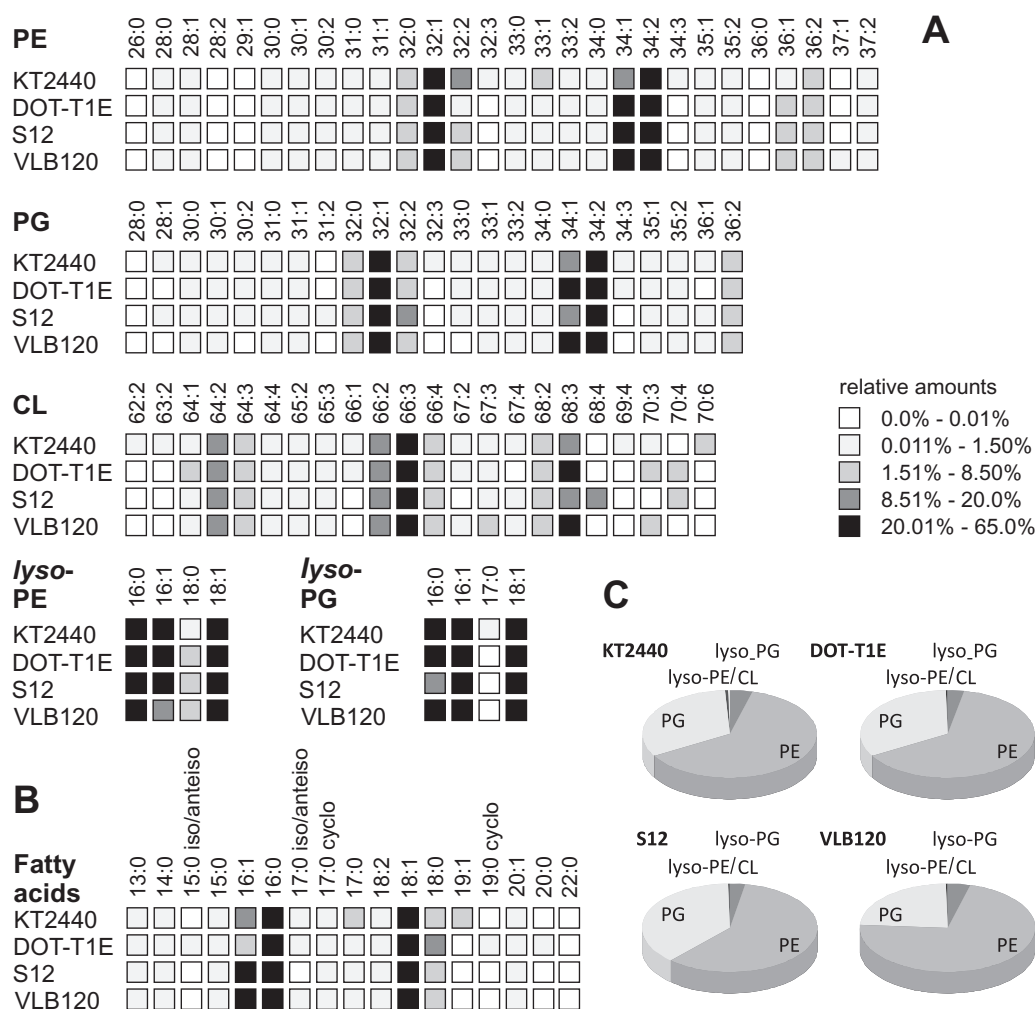 A
PE
26:0 28:0 28:1 28:2 29:1 30:0 30:1 30:2 31:0 31:1 32:0 32:1 32:2 32:3 33:0 33:1 33:2 34:0 34:1 34:2 34:3 35:1 35:2 36:0 36:1 36:2 37:1 37:2
KT2440
DOT-T1E
S12
VLB120
PG
28:0 28:1 30:0 30:1 30:2 31:0 31:1 31:2 32:0 32:1 32:2 32:3 33:0 33:1 33:2 34:0 34:1 34:2 34:3 35:1 35:2 36:1 36:2
KT2440
DOT-T1E
S12
VLB120
CL
62:2 63:2 64:1 64:2 64:3 64:4 65:2 65:3 66:1 66:2 66:3 66:4 67:2 67:3 67:4 68:2 68:3 68:4 69:4 70:3 70:4 70:6
KT2440
DOT-T1E
S12
VLB120
relative amounts
0.0% - 0.01%
0.011% - 1.50%
1.51% - 8.50%
8.51% - 20.0%
20.01% - 65.0%
lyso-
PE
16:0 16:1 18:0 18:1
KT2440
DOT-T1E
S12
VLB120
lyso-
PG
16:0 16:1 17:0 18:1
KT2440
DOT-T1E
S12
VLB120
B
Fatty
acids
13:0 14:0 15:0 iso/anteiso 15:0 16:1 16:0 17:0 iso/anteiso 17:0 cyclo 17:0 18:2 18:1 18:0 19:1 19:0 cyclo 20:1 20:0 22:0
KT2440
DOT-T1E
S12
VLB120
C
KT2440 lyso_PG
lyso-PE/CL
PG
PE
DOT-T1E lyso_PG
lyso-PE/CL
PG
PE
S12 lyso-PG
lyso-PE/CL
PG
PE
VLB120 lyso-PG
lyso-PE/CL
PG
PE